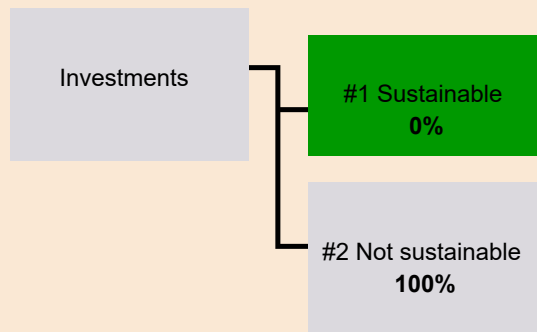 Investments
#1 Sustainable
0%
#2 Not sustainable
100%